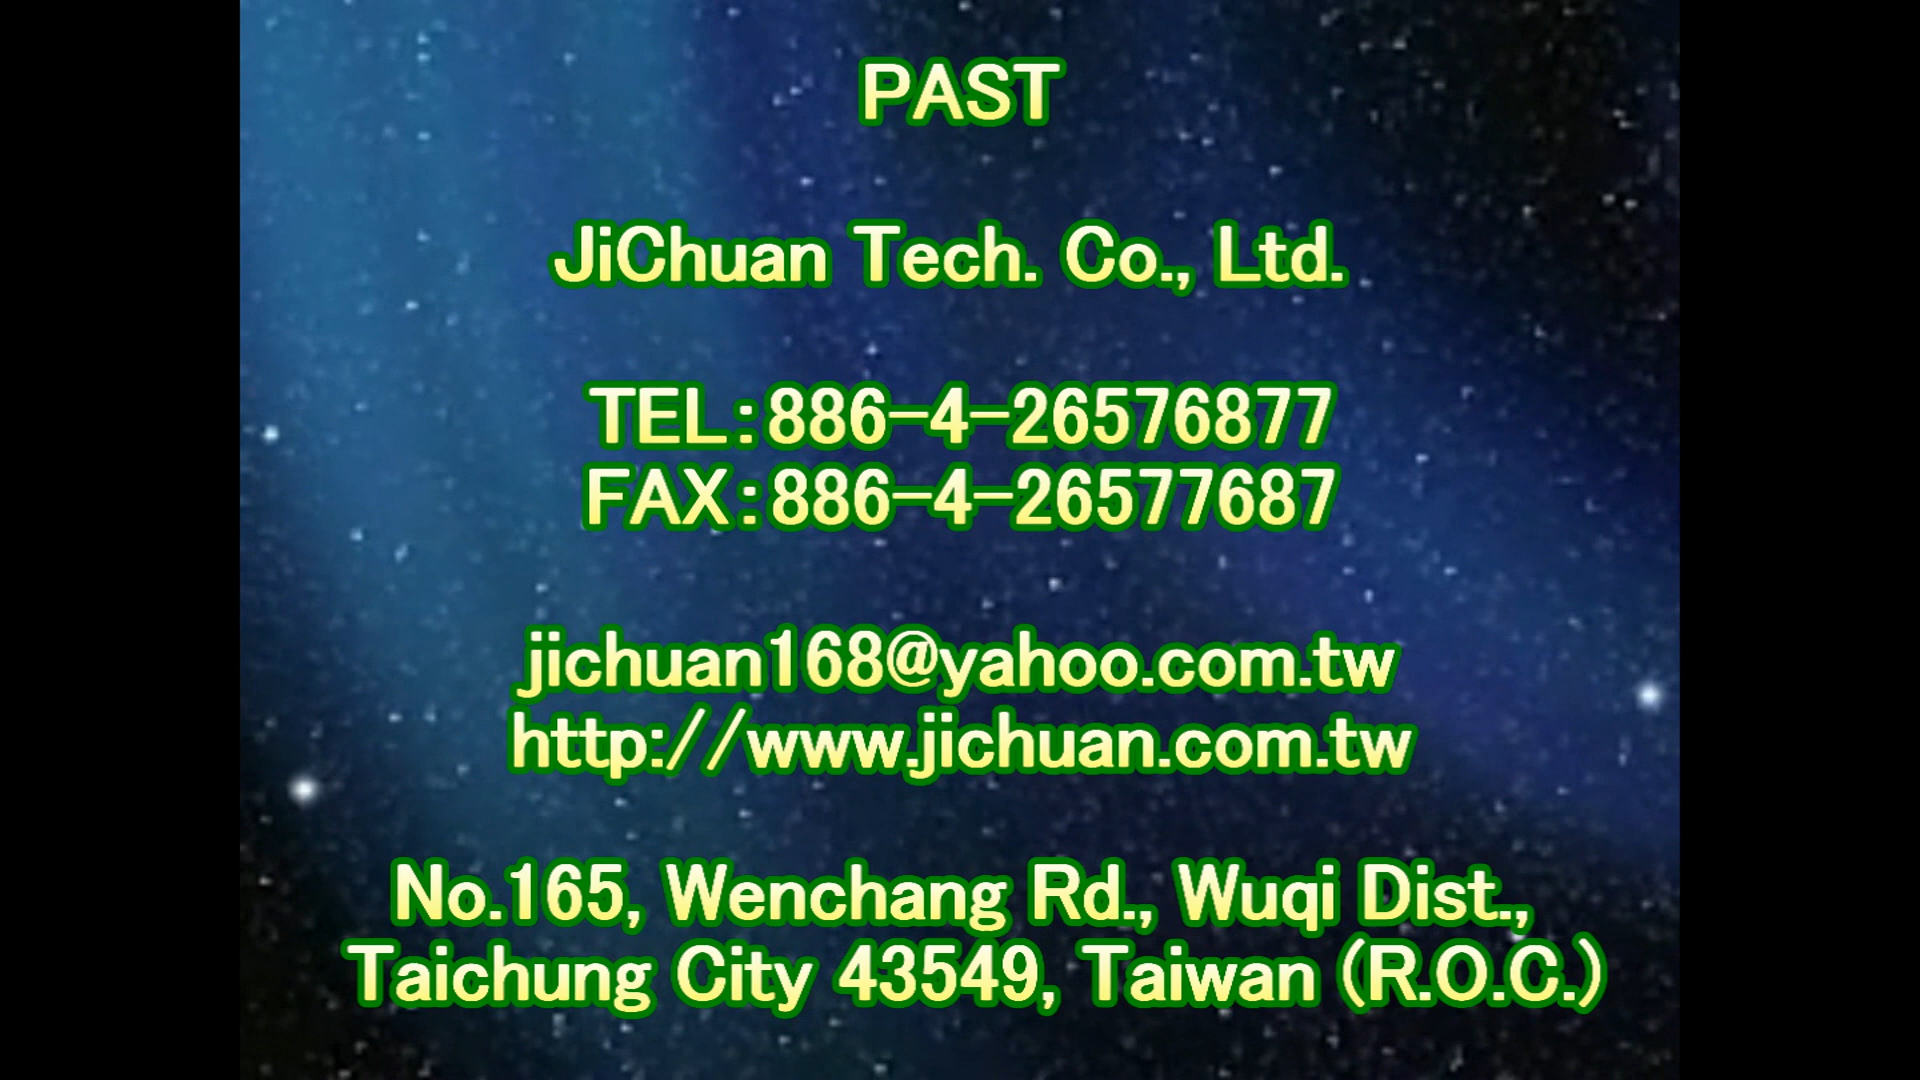 PAST
JiChuan Tech. Co., Ltd.
TEL:886-4-26576877
FAX:886-4-26577687
jichuan168@yahoo.com.tw
http://www.jichuan.com.tw
No.165, Wenchang Rd., Wuqi Dist.,
Taichung City 43549, Taiwan (R.O.C.)